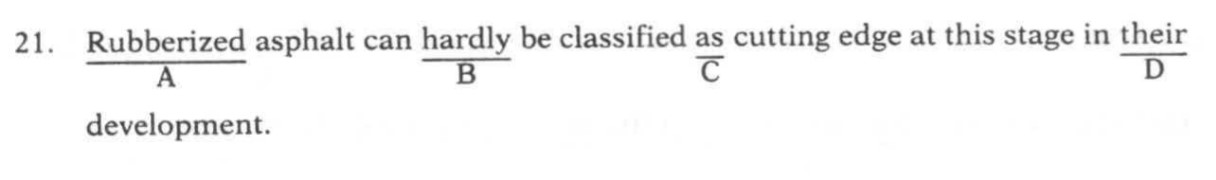 21. Rubberized asphalt can hardly be classified as cutting edge at this stage in their
A B C D
development.